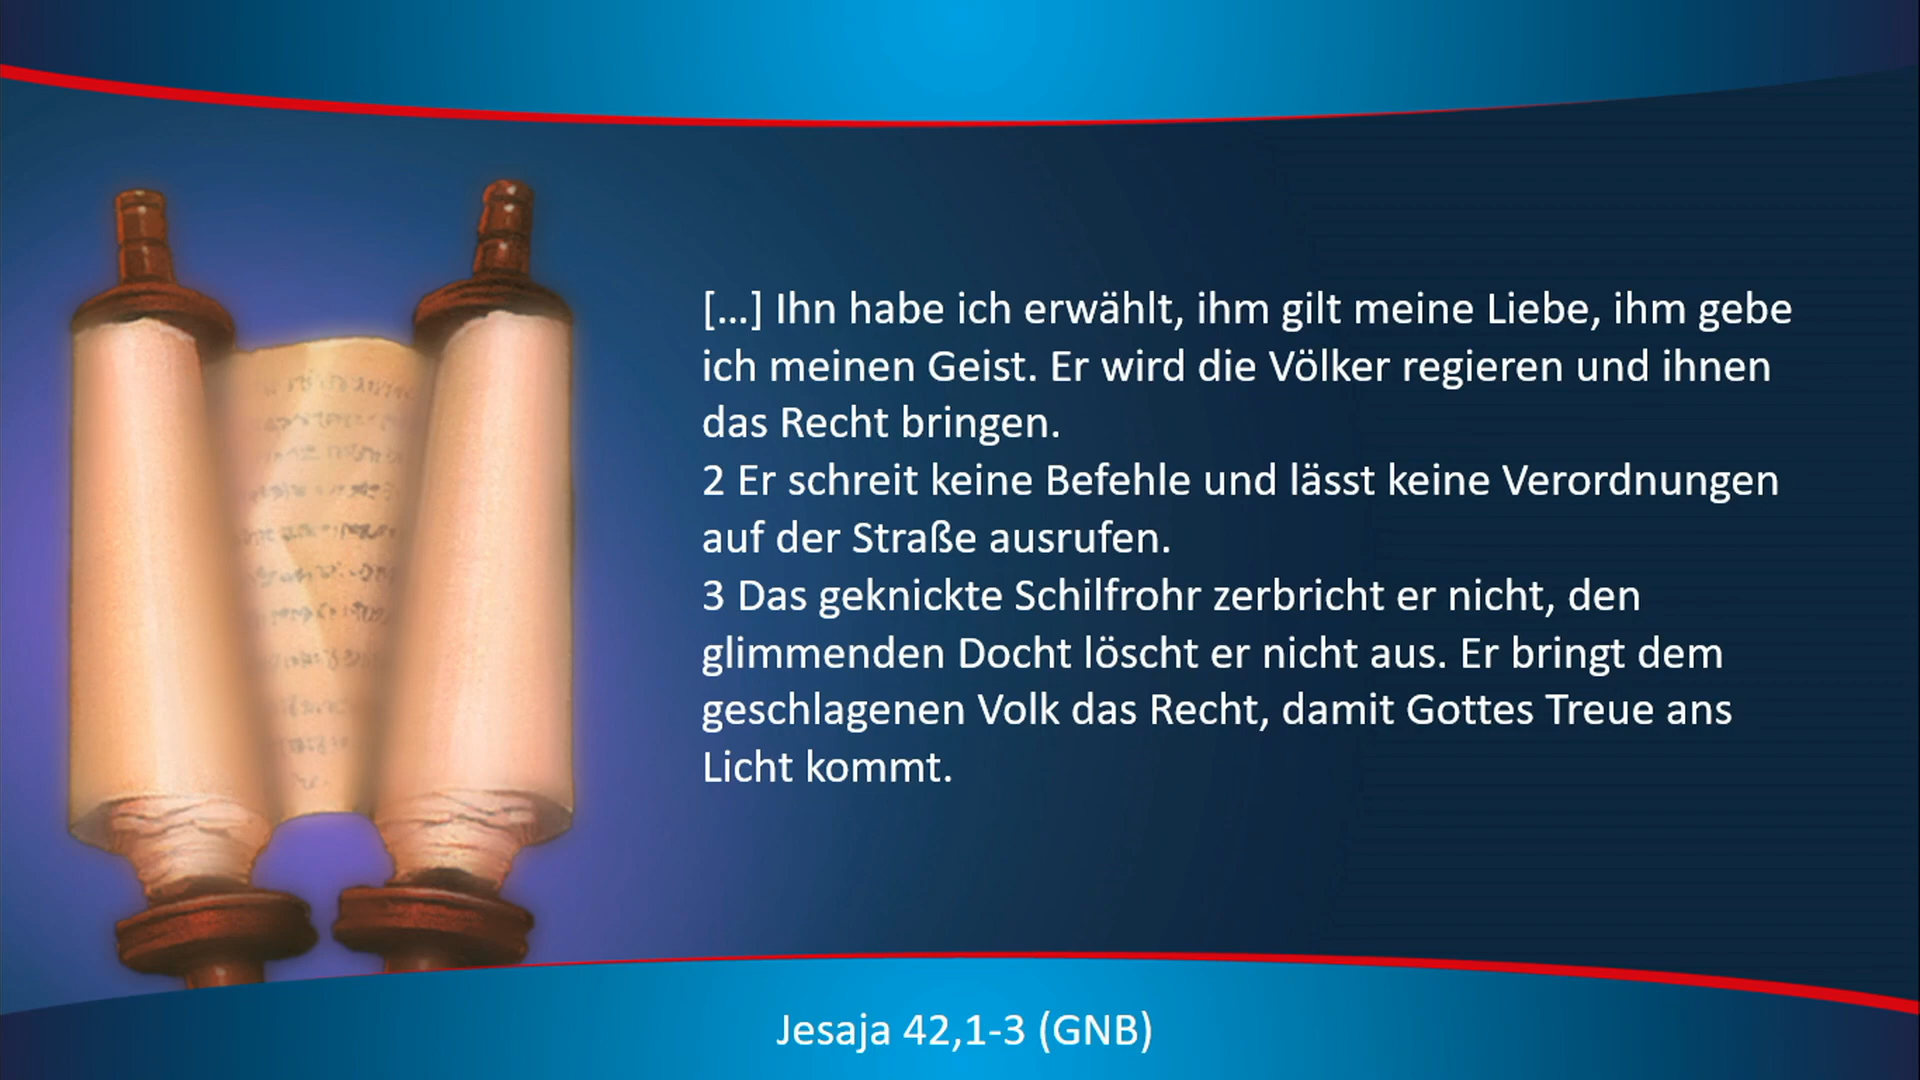 [...] Ihn habe ich erwählt, ihm gilt meine Liebe, ihm gebe
ich meinen Geist. Er wird die Völker regieren und ihnen
das Recht bringen.
2 Er schreit keine Befehle und lässt keine Verordnungen
auf der Straße ausrufen.
3 Das geknickte Schilfrohr zerbricht er nicht, den
glimmenden Docht löscht er nicht aus. Er bringt dem
geschlagenen Volk das Recht, damit Gottes Treue ans
Licht kommt.
Jesaja 42,1-3 (GNB)